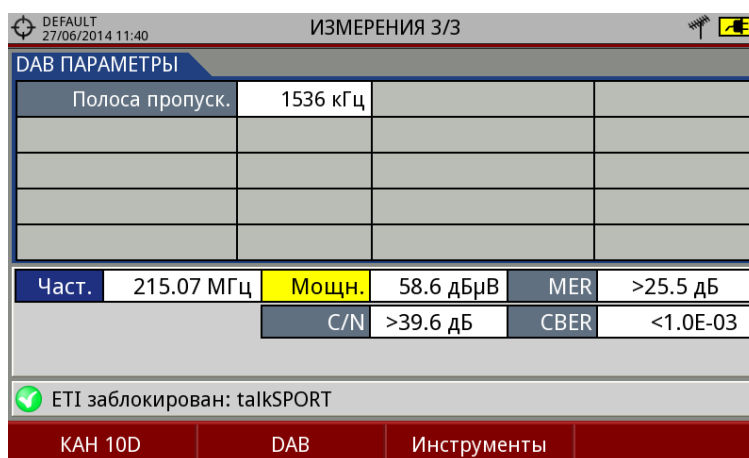 DEFAULT
27/06/2014 11:40
ИЗМЕРЕНИЯ 3/3
DAB ПАРАМЕТРЫ
Полоса пропуск. 1536 кГц
Част. 215.07 МГц Мощн. 58.6 дБµВ MER >25.5 дБ
C/N >39.6 дБ CBER <1.0E-03
ETI заблокирован: talkSPORT
КАН 10D DAB Инструменты